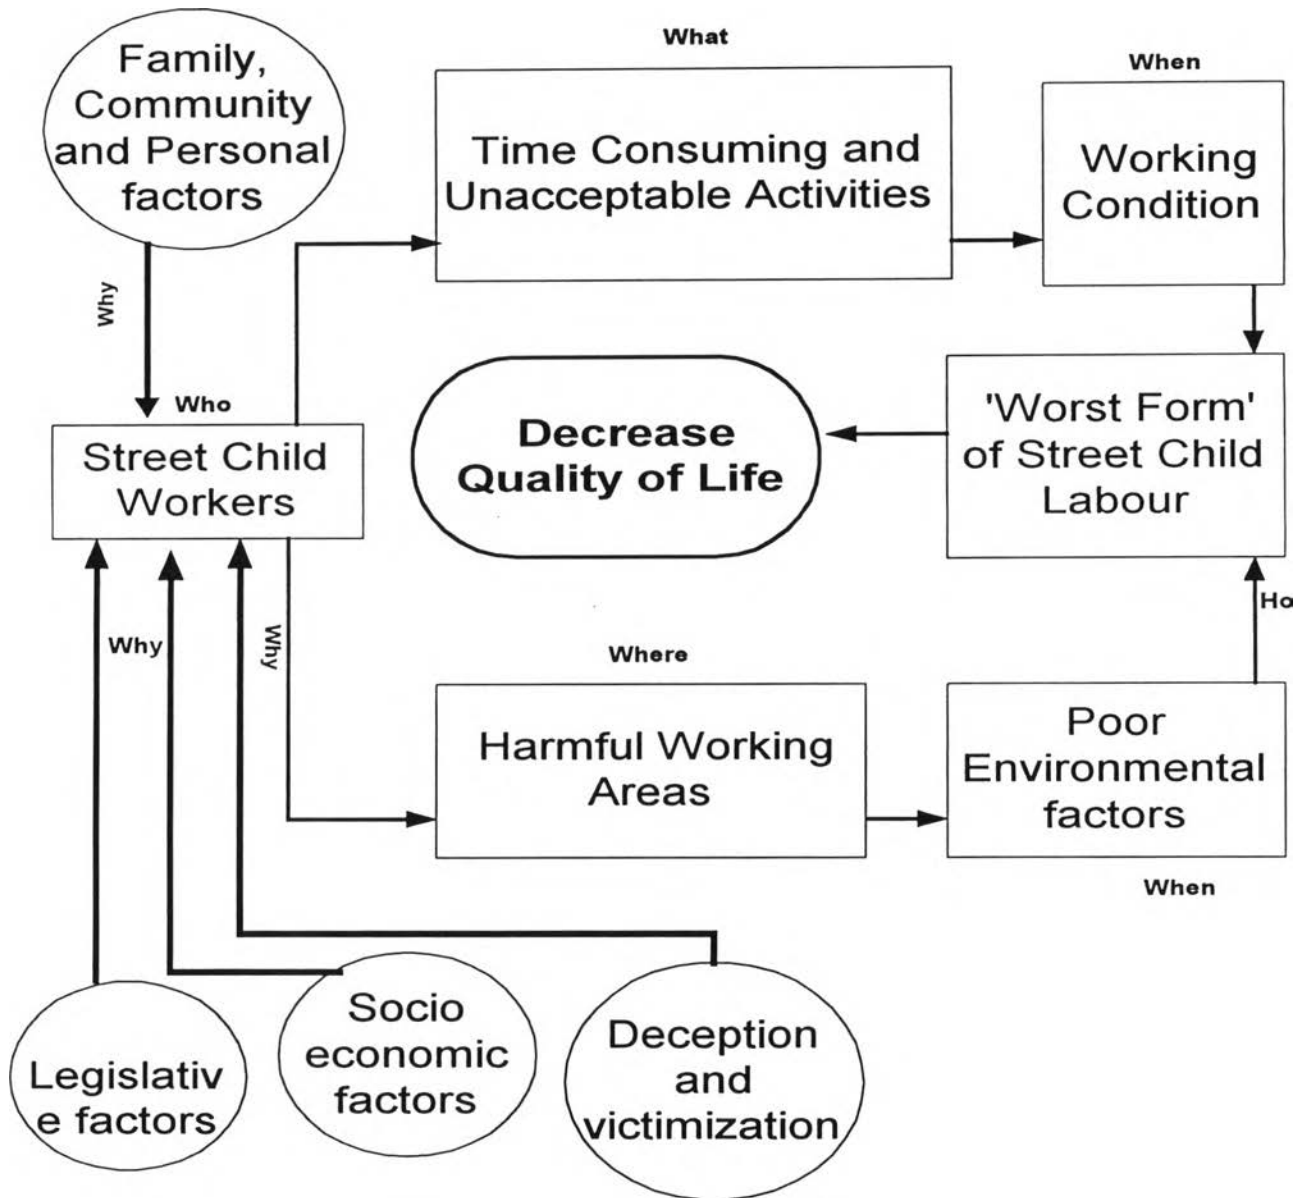 Family,
Community
and Personal
factors
What
Time Consuming and
Unacceptable Activities
When
Working
Condition
Why
Who
Street Child
Workers
Decrease
Quality of Life
'Worst Form'
of Street Child
Labour
Ho
Why
Why
Where
Harmful Working
Areas
Poor
Environmental
factors
When
Legislativ
e factors
Socio
economic
factors
Deception
and
victimization